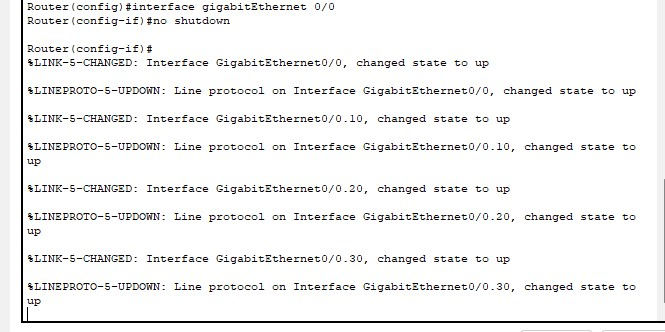 Router(config)#interface gigabitEthernet 0/0
Router(config-if)#no shutdown
Router(config-if)#
%LINK-5-CHANGED: Interface GigabitEthernet0/0, changed state to up
%LINEPROTO-5-UPDOWN: Line protocol on Interface GigabitEthernet0/0, changed state to up
%LINK-5-CHANGED: Interface GigabitEthernet0/0.10, changed state to up
%LINEPROTO-5-UPDOWN: Line protocol on Interface GigabitEthernet0/0.10, changed state to
up
%LINK-5-CHANGED: Interface GigabitEthernet0/0.20, changed state to up
%LINEPROTO-5-UPDOWN: Line protocol on Interface GigabitEthernet0/0.20, changed state to
up
%LINK-5-CHANGED: Interface GigabitEthernet0/0.30, changed state to up
%LINEPROTO-5-UPDOWN: Line protocol on Interface GigabitEthernet0/0.30, changed state to
up